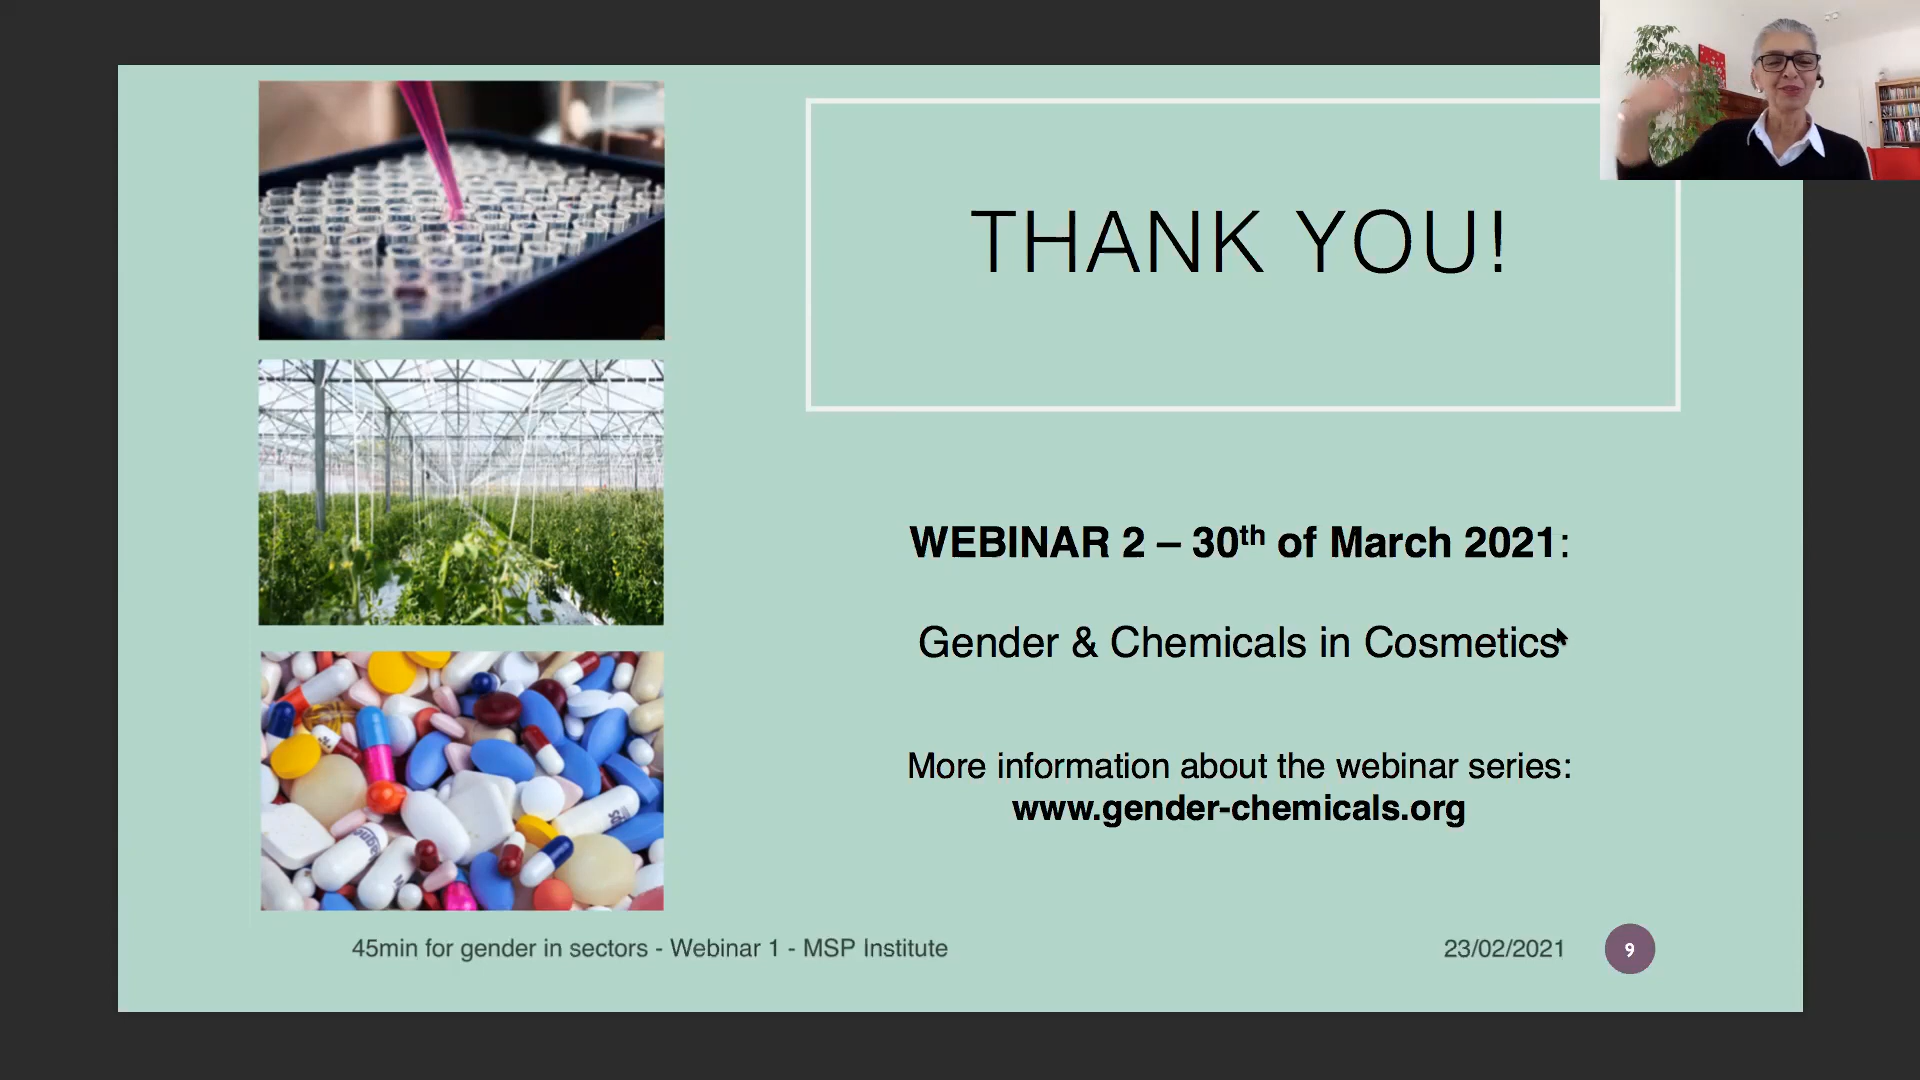 THANK YOU!
WEBINAR 2 – 30th of March 2021:
Gender & Chemicals in Cosmetics
More information about the webinar series:
www.gender-chemicals.org
45min for gender in sectors - Webinar 1 - MSP Institute
23/02/2021
9